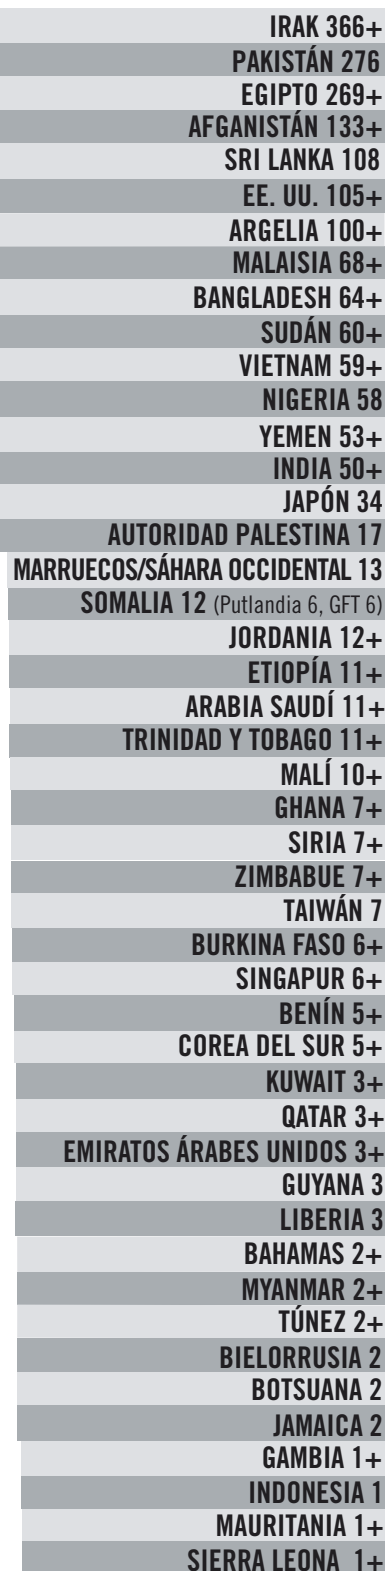 IRAK 366+
PAKISTÁN 276
EGIPTO 269+
AFGANISTÁN 133+
SRI LANKA 108
EE. UU. 105+
ARGELIA 100+
MALAISIA 68+
BANGLADESH 64+
SUDÁN 60+
VIETNAM 59+
NIGERIA 58
YEMEN 53+
INDIA 50+
JAPÓN 34
AUTORIDAD PALESTINA 17
MARRUECOS/SÁHARA OCCIDENTAL 13
SOMALIA 12 (Putlandia 6, GFT 6)
JORDANIA 12+
ETIOPÍA 11+
ARABIA SAUDÍ 11+
TRINIDAD Y TOBAGO 11+
MALÍ 10+
GHANA 7+
SIRIA 7+
ZIMBABUE 7+
TAIWÁN 7
BURKINA FASO 6+
SINGAPUR 6+
BENÍN 5+
COREA DEL SUR 5+
KUWAIT 3+
QATAR 3+
EMIRATOS ÁRABES UNIDOS 3+
GUYANA 3
LIBERIA 3
BAHAMAS 2+
MYANMAR 2+
TÚNEZ 2+
BIELORRUSIA 2
BOTSUANA 2
JAMAICA 2
GAMBIA 1+
INDONESIA 1
MAURITANIA 1+
SIERRA LEONA 1+